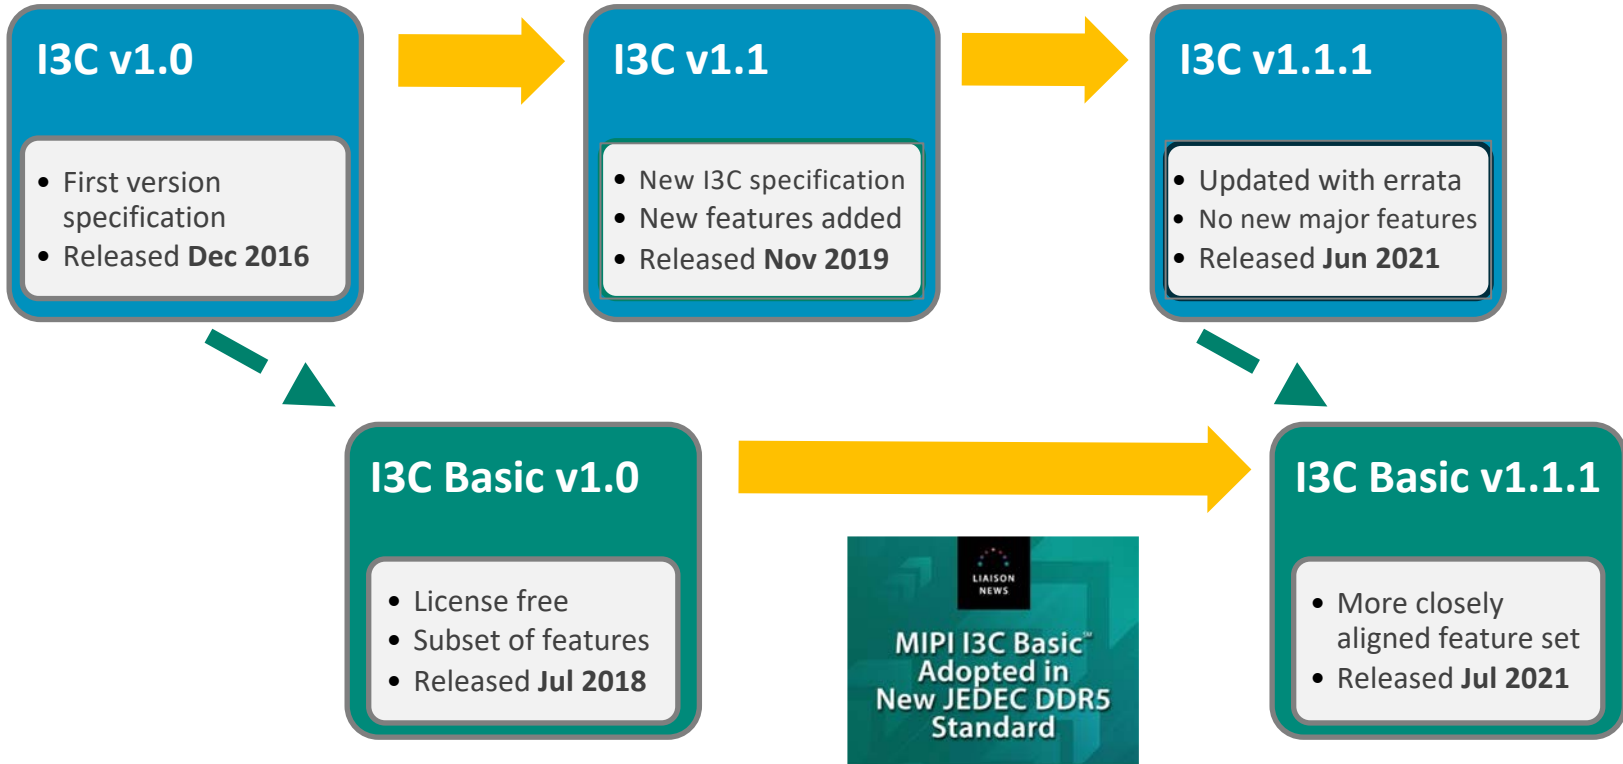 I3C v1.0
• First version
specification
• Released Dec 2016
I3C v1.1
• New I3C specification
• New features added
• Released Nov 2019
I3C v1.1.1
• Updated with errata
• No new major features
• Released Jun 2021
I3C Basic v1.0
• License free
• Subset of features
• Released Jul 2018
LIAISON
NEWS
MIPI I3C Basic℠
Adopted in
New JEDEC DDR5
Standard
I3C Basic v1.1.1
• More closely
aligned feature set
• Released Jul 2021